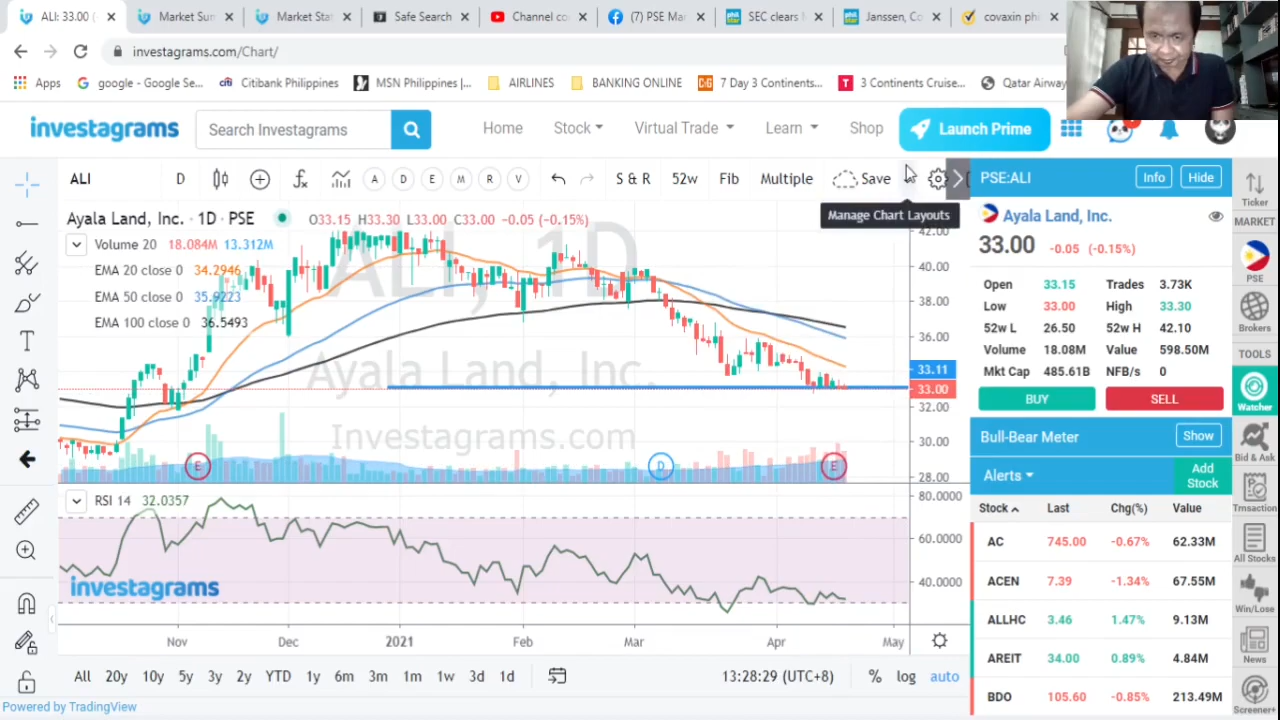 ALI: 33.00 (
Market Sum
Market Stat
Safe Search
Channel co
(7) PSE Ma
SEC clears
Janssen, Co
covaxin phi
investagrams.com/Chart/
Apps
google - Google Se...
Citibank Philippines
MSN Philippines |...
AIRLINES
BANKING ONLINE
7 Day 3 Continents...
3 Continents Cruise...
Qatar Airway
investagrams
Search Investagrams
Home
Stock
Virtual Trade
Learn
Shop
Launch Prime
ALI
D
A
D
E
M
R
V
S & R
52w
Fib
Multiple
Save
Manage Chart Layouts
Ayala Land, Inc. · 1D · PSE
O33.15 H33.30 L33.00 C33.00 -0.05 (-0.15%)
Volume 20 18.084M 13.312M
EMA 20 close 0 34.2946
EMA 50 close 0 35.9223
EMA 100 close 0 36.5493
ALI, 1D
Ayala Land, Inc.
Investagrams.com
42.00
40.00
38.00
36.00
33.11
33.00
32.00
30.00
28.00
E
D
E
RSI 14 32.0357
80.0000
60.0000
40.0000
investagrams
Nov
Dec
2021
Feb
Mar
Apr
May
All
20y
10y
5y
3y
2y
YTD
1y
6m
3m
1m
1w
3d
1d
13:28:29 (UTC+8)
%
log
auto
Powered by TradingView
PSE:ALI
Info
Hide
Ayala Land, Inc.
33.00 -0.05 (-0.15%)
Open 33.15 Trades 3.73K
Low 33.00 High 33.30
52w L 26.50 52w H 42.10
Volume 18.08M Value 598.50M
Mkt Cap 485.61B NFB/s 0
BUY
SELL
Bull-Bear Meter
Show
Alerts
Add
Stock
Stock Last Chg(%) Value
AC 745.00 -0.67% 62.33M
ACEN 7.39 -1.34% 67.55M
ALLHC 3.46 1.47% 9.13M
AREIT 34.00 0.89% 4.84M
BDO 105.60 -0.85% 213.49M
Ticker
MARKET
PSE
Brokers
TOOLS
Watcher
Bid & Ask
Trnsaction
All Stocks
Win/Lose
News
Screener+